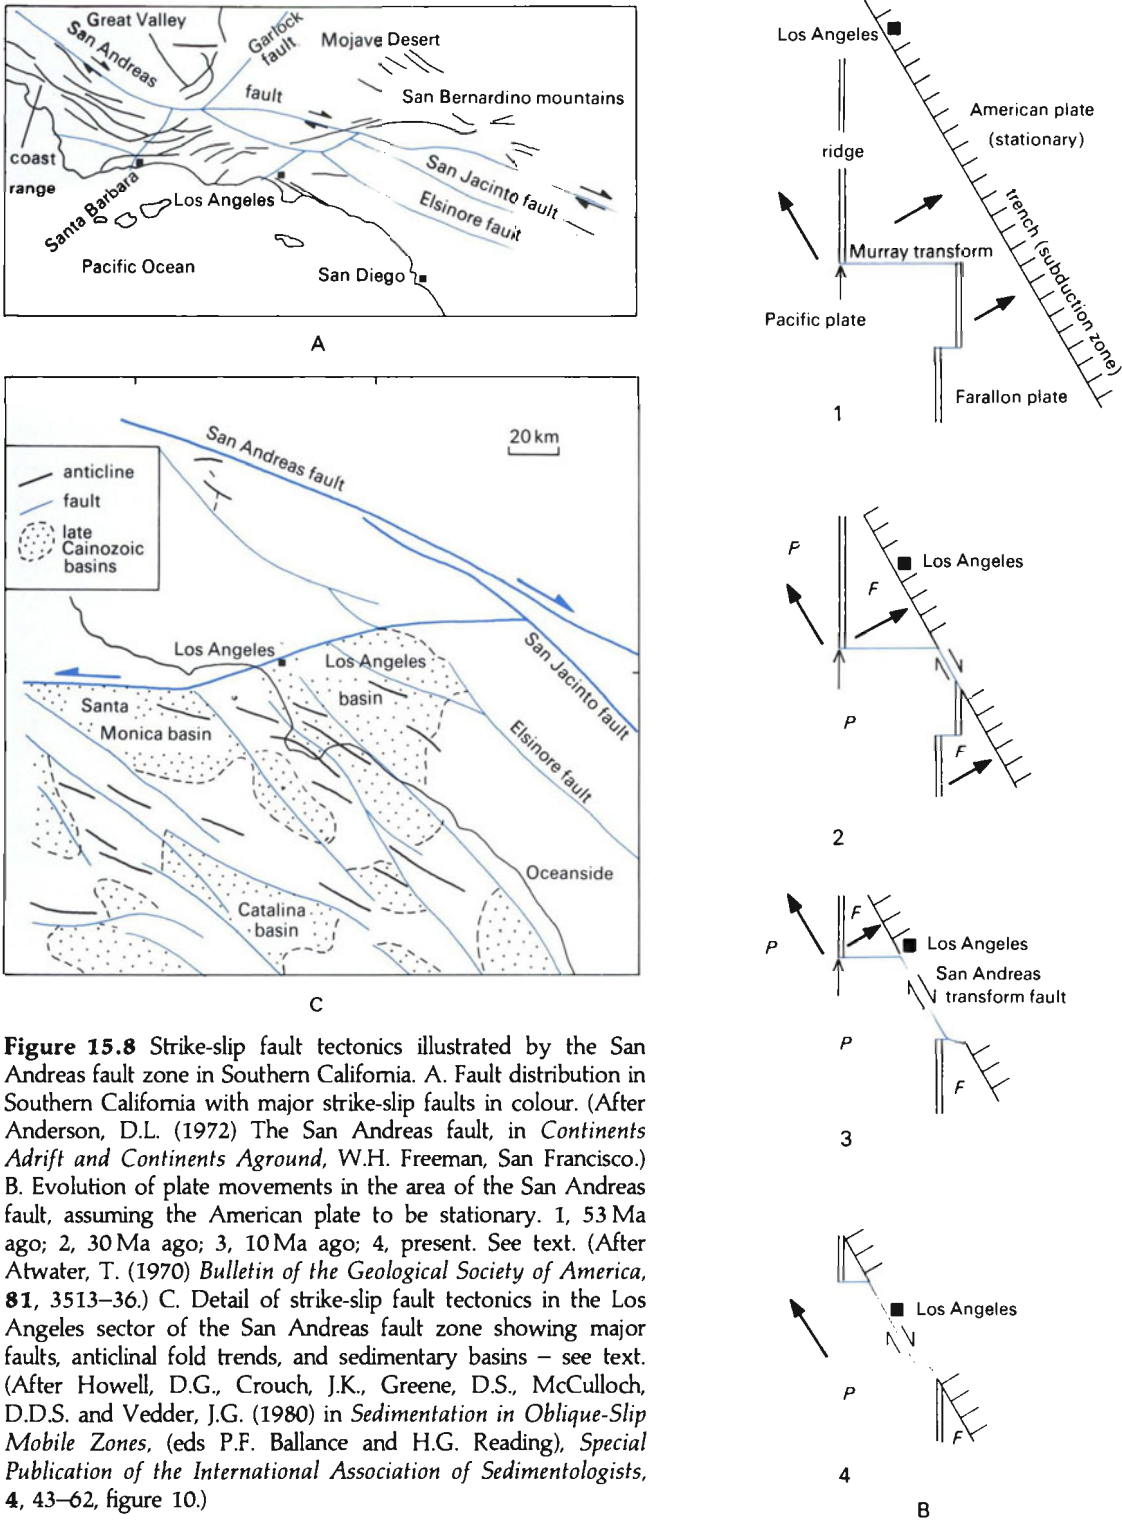 Great Valley
San Andreas
Garlock
fault
Mojave Desert
fault
San Bernardino mountains
coast
range
Santa Barbara
Los Angeles
San Jacinto fault
Elsinore fault
Pacific Ocean
San Diego
A
San Andreas fault
20 km
anticline
fault
late
Cainozoic
basins
Los Angeles
Los Angeles
basin
San Jacinto fault
Santa
Monica basin
Elsinore fault
Oceanside
Catalina
basin
C
Los Angeles
American plate
(stationary)
ridge
trench (subduction zone)
Murray transform
Pacific plate
Farallon plate
1
P
Los Angeles
F
P
F
2
F
P
Los Angeles
San Andreas
transform fault
P
F
3
Los Angeles
P
F
4
B
Figure 15.8 Strike-slip fault tectonics illustrated by the San
Andreas fault zone in Southern California. A. Fault distribution in
Southern California with major strike-slip faults in colour. (After
Anderson, D.L. (1972) The San Andreas fault, in Continents
Adrift and Continents Aground, W.H. Freeman, San Francisco.)
B. Evolution of plate movements in the area of the San Andreas
fault, assuming the American plate to be stationary. 1, 53 Ma
ago; 2, 30 Ma ago; 3, 10 Ma ago; 4, present. See text. (After
Atwater, T. (1970) Bulletin of the Geological Society of America,
81, 3513–36.) C. Detail of strike-slip fault tectonics in the Los
Angeles sector of the San Andreas fault zone showing major
faults, anticlinal fold trends, and sedimentary basins – see text.
(After Howell, D.G., Crouch, J.K., Greene, D.S., McCulloch,
D.D.S. and Vedder, J.G. (1980) in Sedimentation in Oblique-Slip
Mobile Zones, (eds P.F. Ballance and H.G. Reading), Special
Publication of the International Association of Sedimentologists,
4, 43–62, figure 10.)